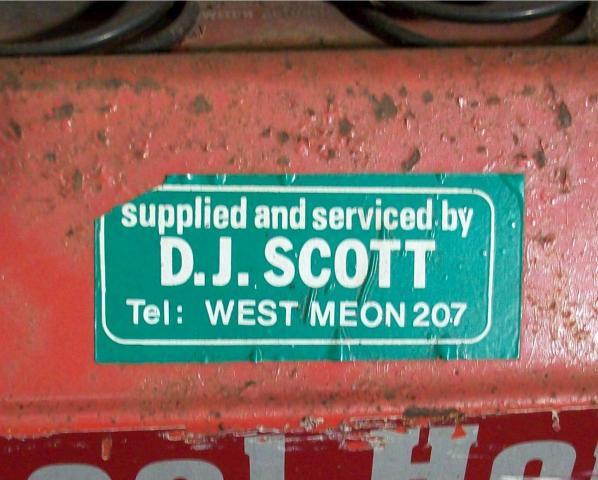 supplied and serviced by
D.J. SCOTT
Tel: WEST MEON 207